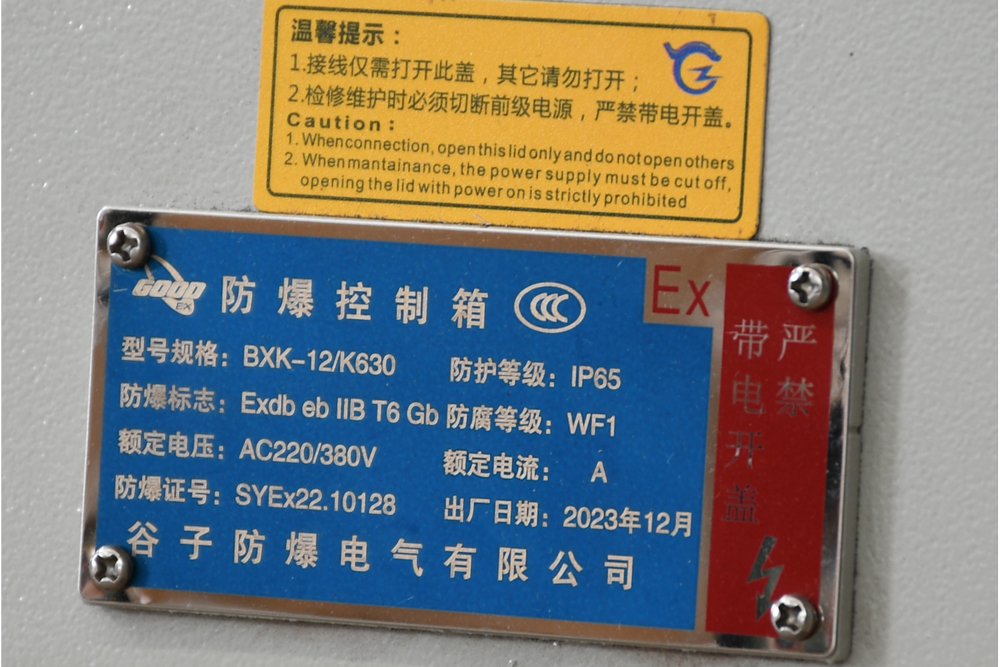 温馨提示：
1.接线仅需打开此盖，其它请勿打开；
2.检修维护时必须切断前级电源，严禁带电开盖。
Caution:
1. Whenconnection, open this lid only and do not open others
2. When mantainance, the power supply must be cut off,
opening the lid with power on is strictly prohibited
GOOD EX 防爆控制箱 CCC Ex
型号规格：BXK-12/K630 防护等级：IP65
防爆标志：Exdb eb IIB T6 Gb 防腐等级：WF1
额定电压：AC220/380V 额定电流： A
防爆证号：SYEx22.10128 出厂日期：2023年12月
谷子防爆电气有限公司
严禁
带电开盖